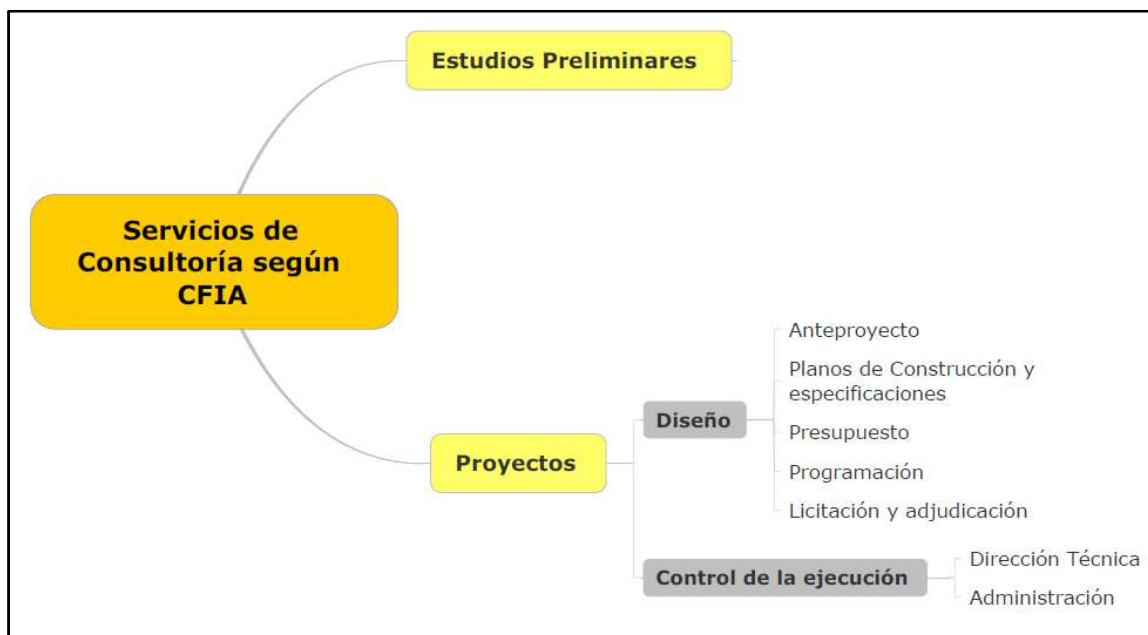 Estudios Preliminares
Servicios de
Consultoría según
CFIA
Proyectos
Diseño
Anteproyecto
Planos de Construcción y
especificaciones
Presupuesto
Programación
Licitación y adjudicación
Control de la ejecución
Dirección Técnica
Administración